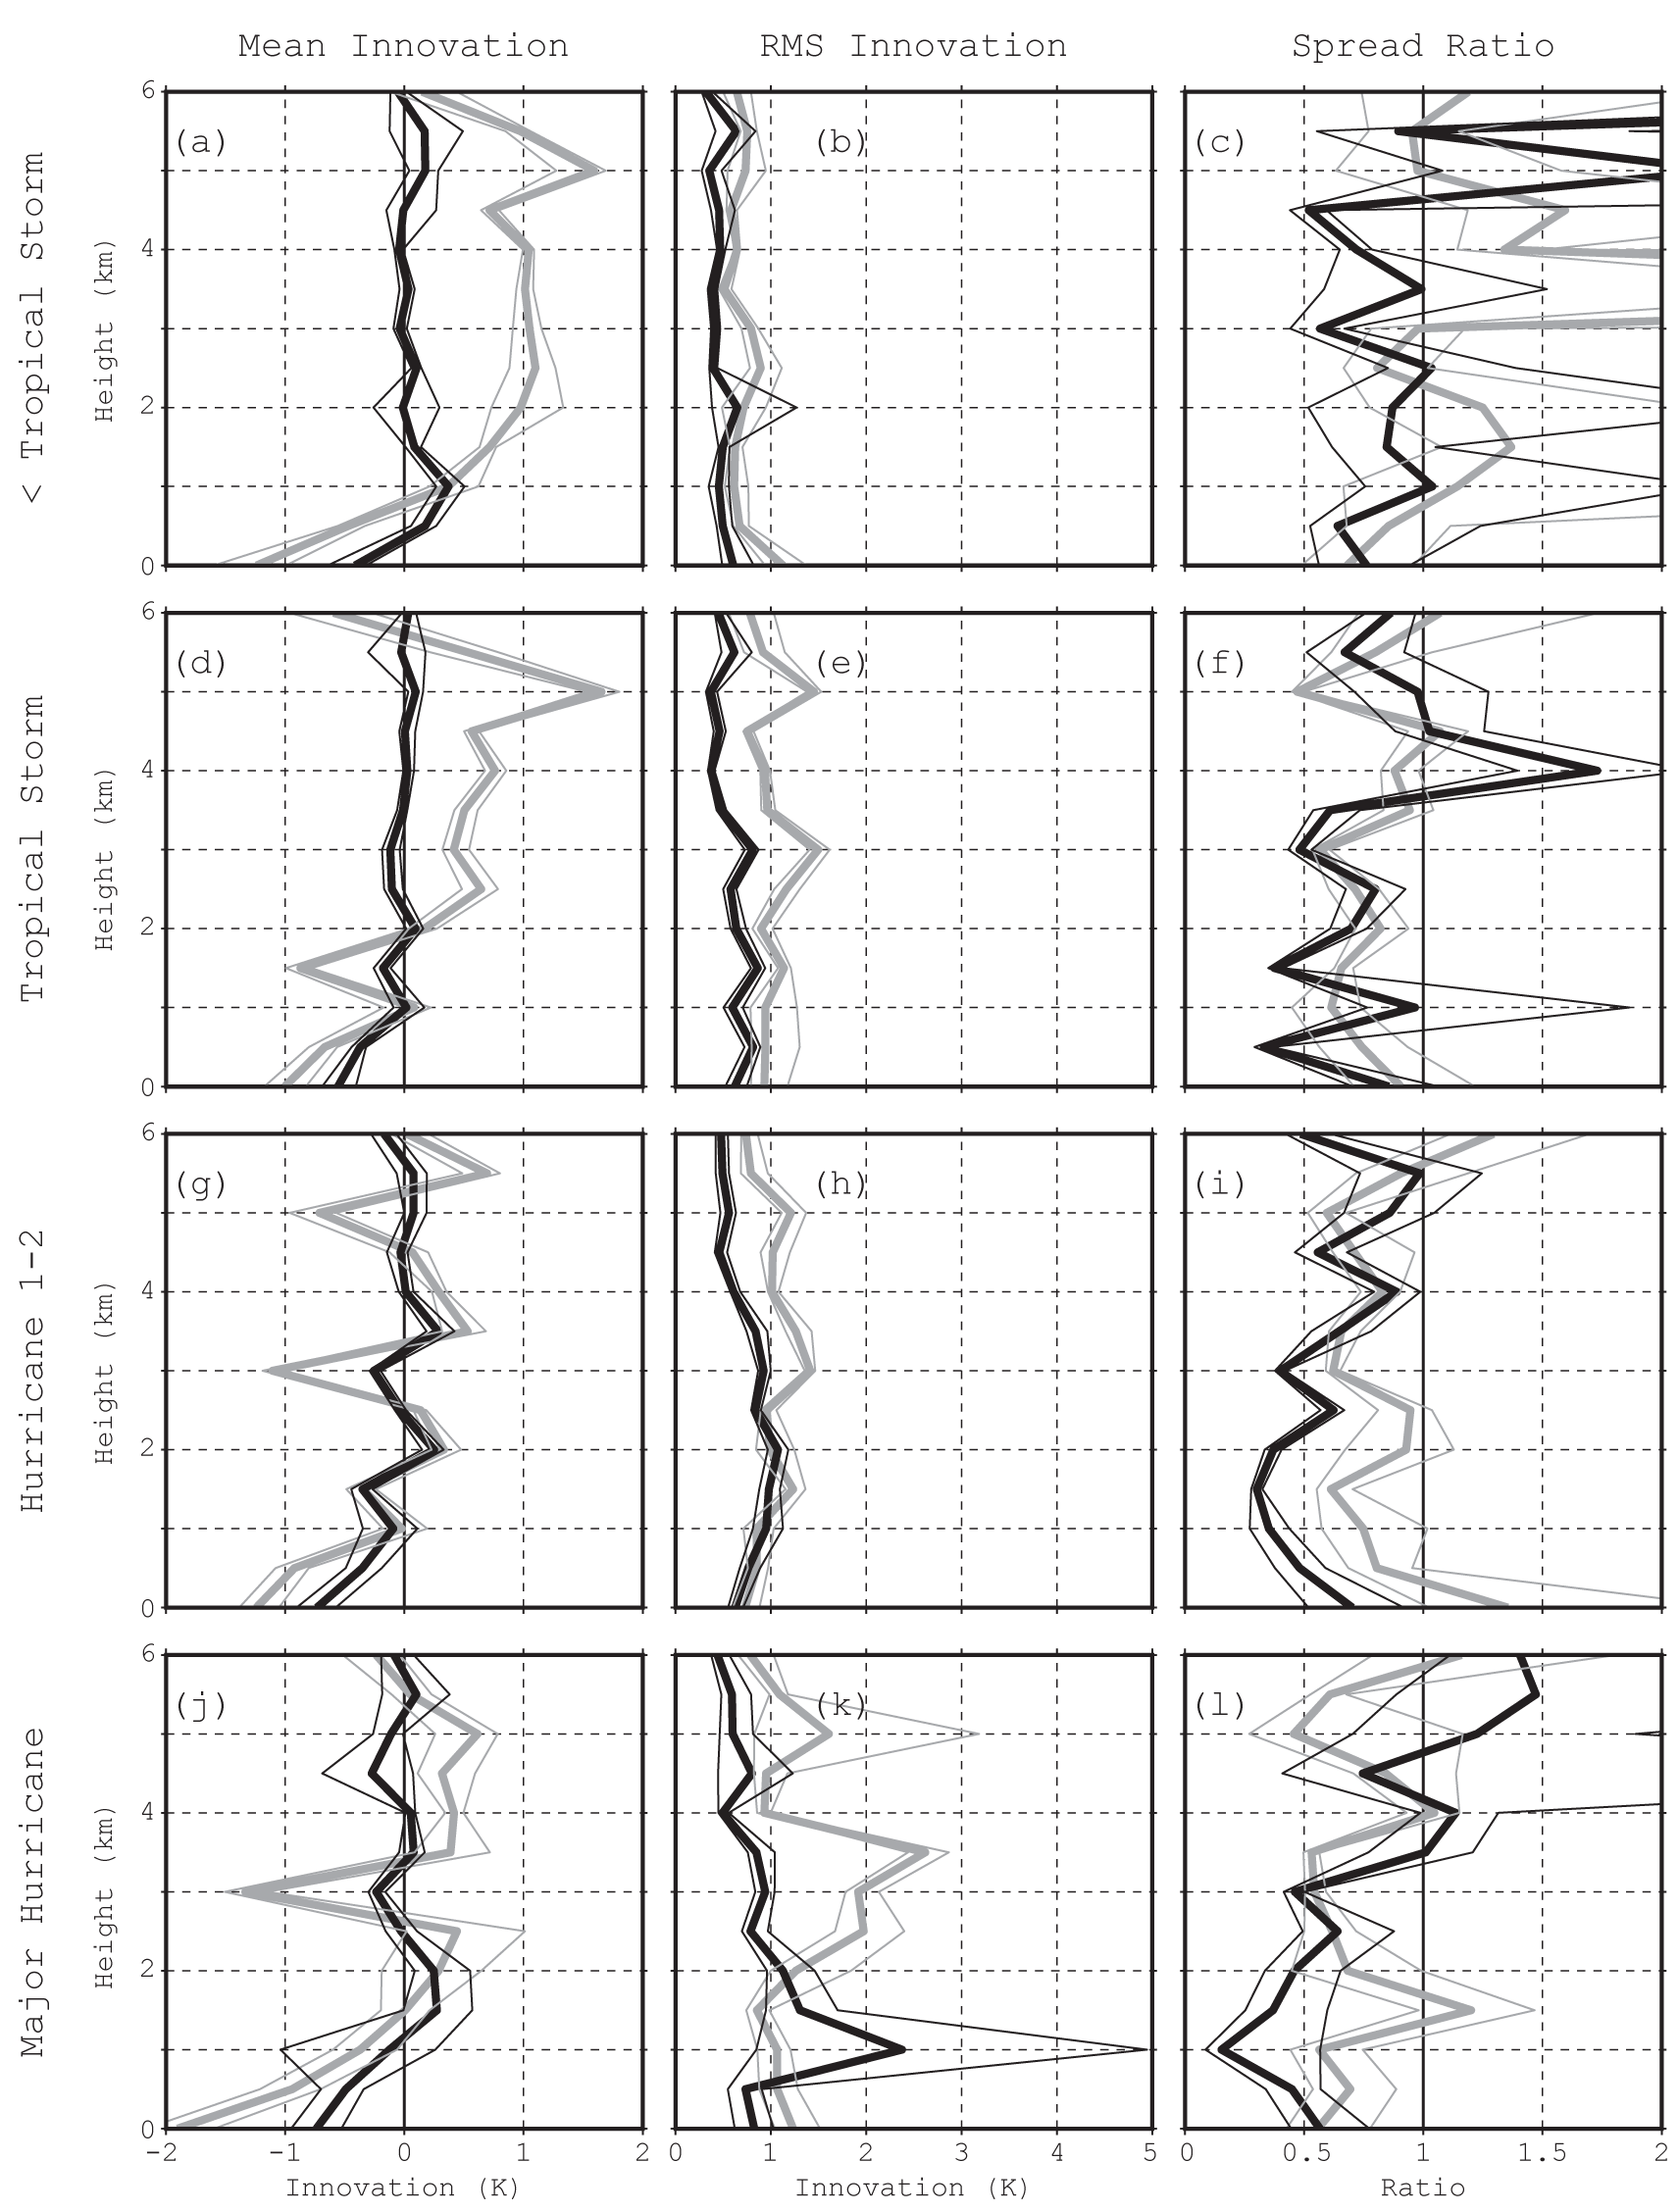 Mean Innovation RMS Innovation Spread Ratio
< Tropical Storm
Height (km)
6
4
2
0
(a) (b) (c)
Tropical Storm
Height (km)
6
4
2
0
(d) (e) (f)
Hurricane 1-2
Height (km)
6
4
2
0
(g) (h) (i)
Major Hurricane
Height (km)
6
4
2
0
(j) (k) (l)
-2 -1 0 1 2 0 1 2 3 4 5 0 0.5 1 1.5 2
Innovation (K) Innovation (K) Ratio